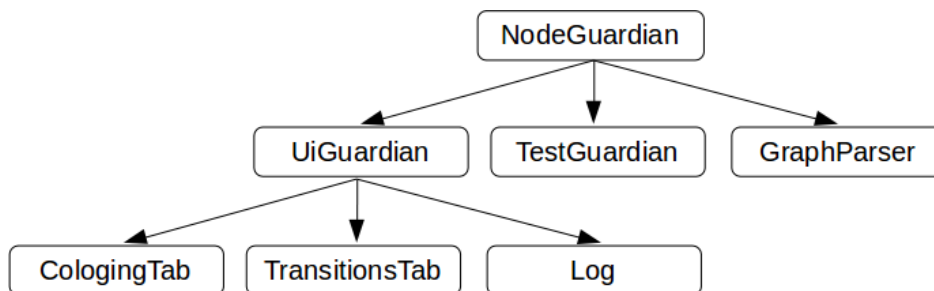 NodeGuardian
UiGuardian
TestGuardian
GraphParser
CologingTab
TransitionsTab
Log